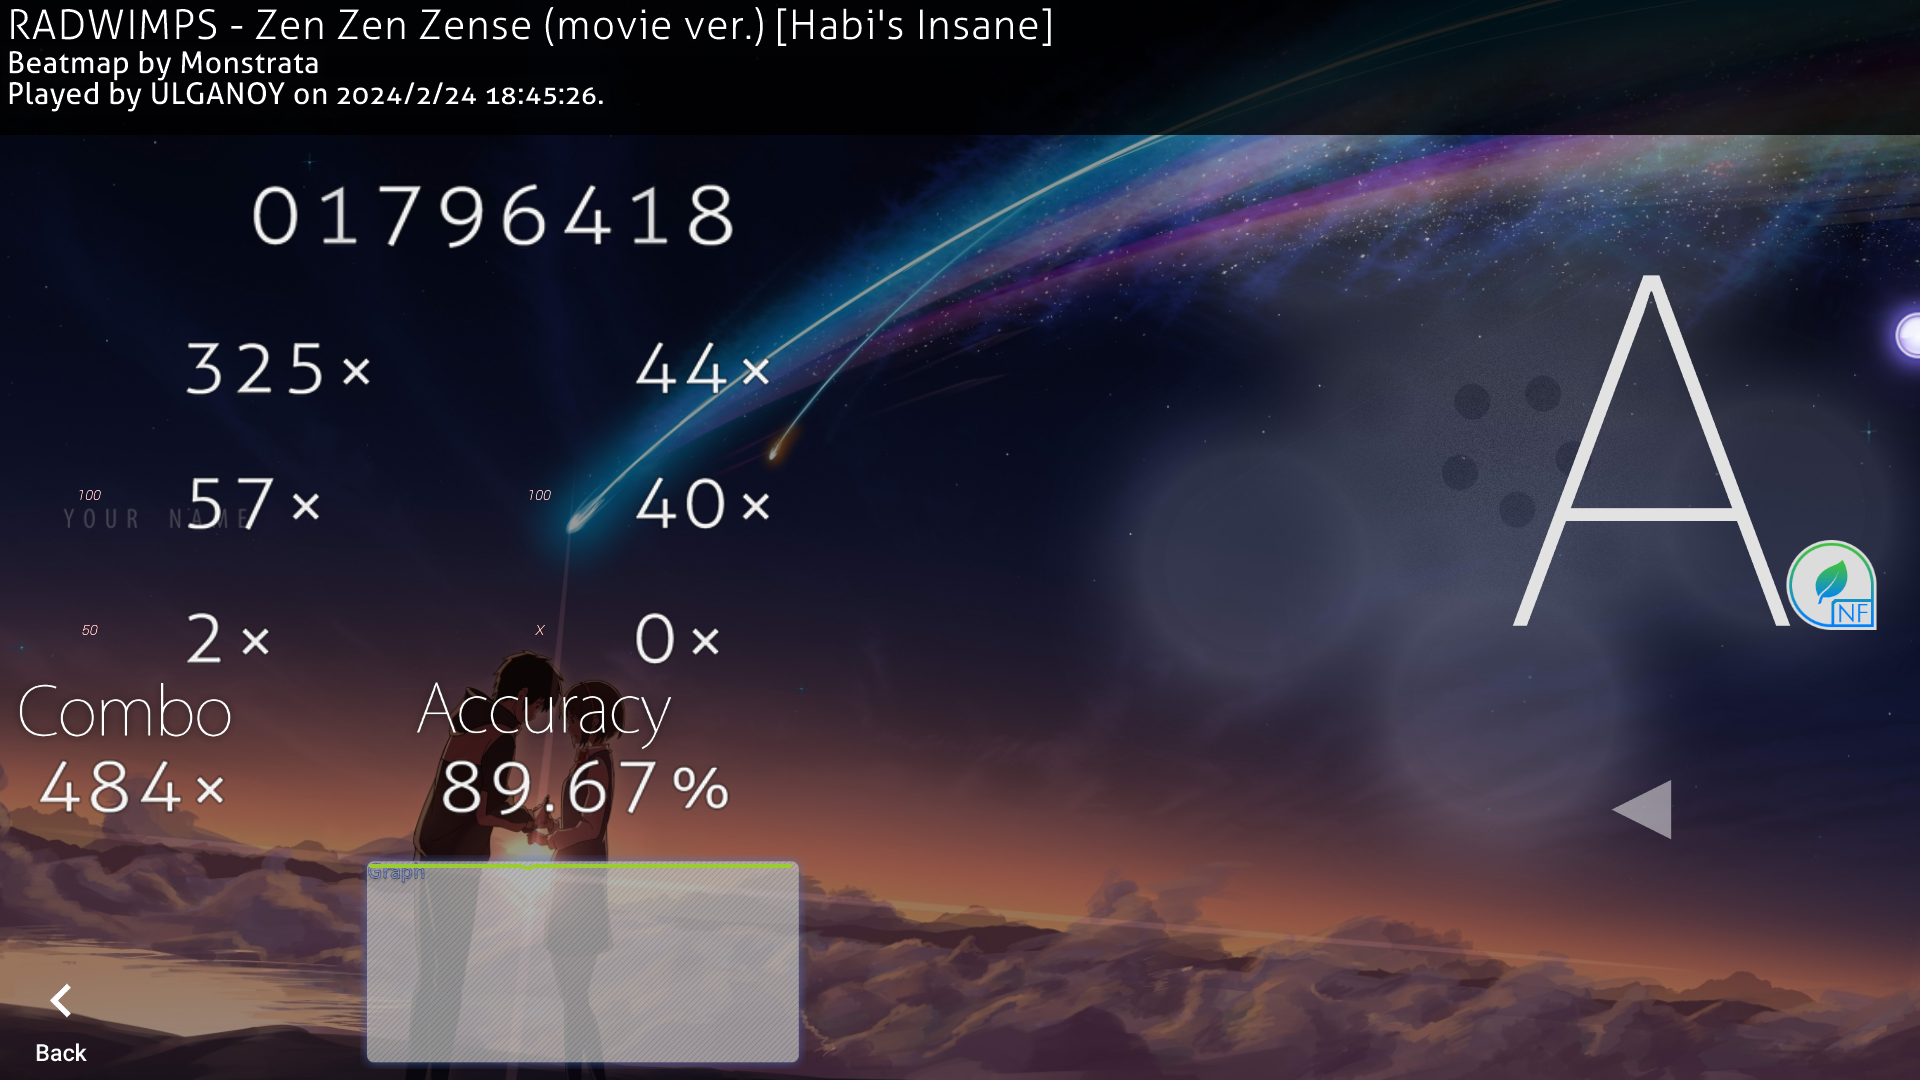 RADWIMPS - Zen Zen Zense (movie ver.) [Habi's Insane]
Beatmap by Monstrata
Played by ULGANOY on 2024/2/24 18:45:26.
01796418
325× 44×
100 57× 100 40×
YOUR NAME
50 2× X 0×
Combo Accuracy
484× 89.67%
A
NF
Graph
Back